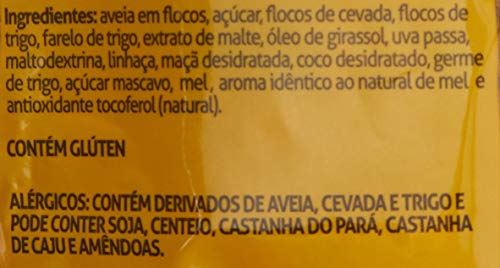 Ingredientes: aveia em flocos, açúcar, flocos de cevada, flocos de
trigo, farelo de trigo, extrato de malte, óleo de girassol, uva passa,
maltodextrina, linhaça, maçã desidratada, coco desidratado, germe
de trigo, açúcar mascavo, mel, aroma idêntico ao natural de mel e
antioxidante tocoferol (natural).
CONTÉM GLÚTEN
ALÉRGICOS: CONTÉM DERIVADOS DE AVEIA, CEVADA E TRIGO E
PODE CONTER SOJA, CENTEIO, CASTANHA DO PARÁ, CASTANHA
DE CAJU E AMÊNDOAS.